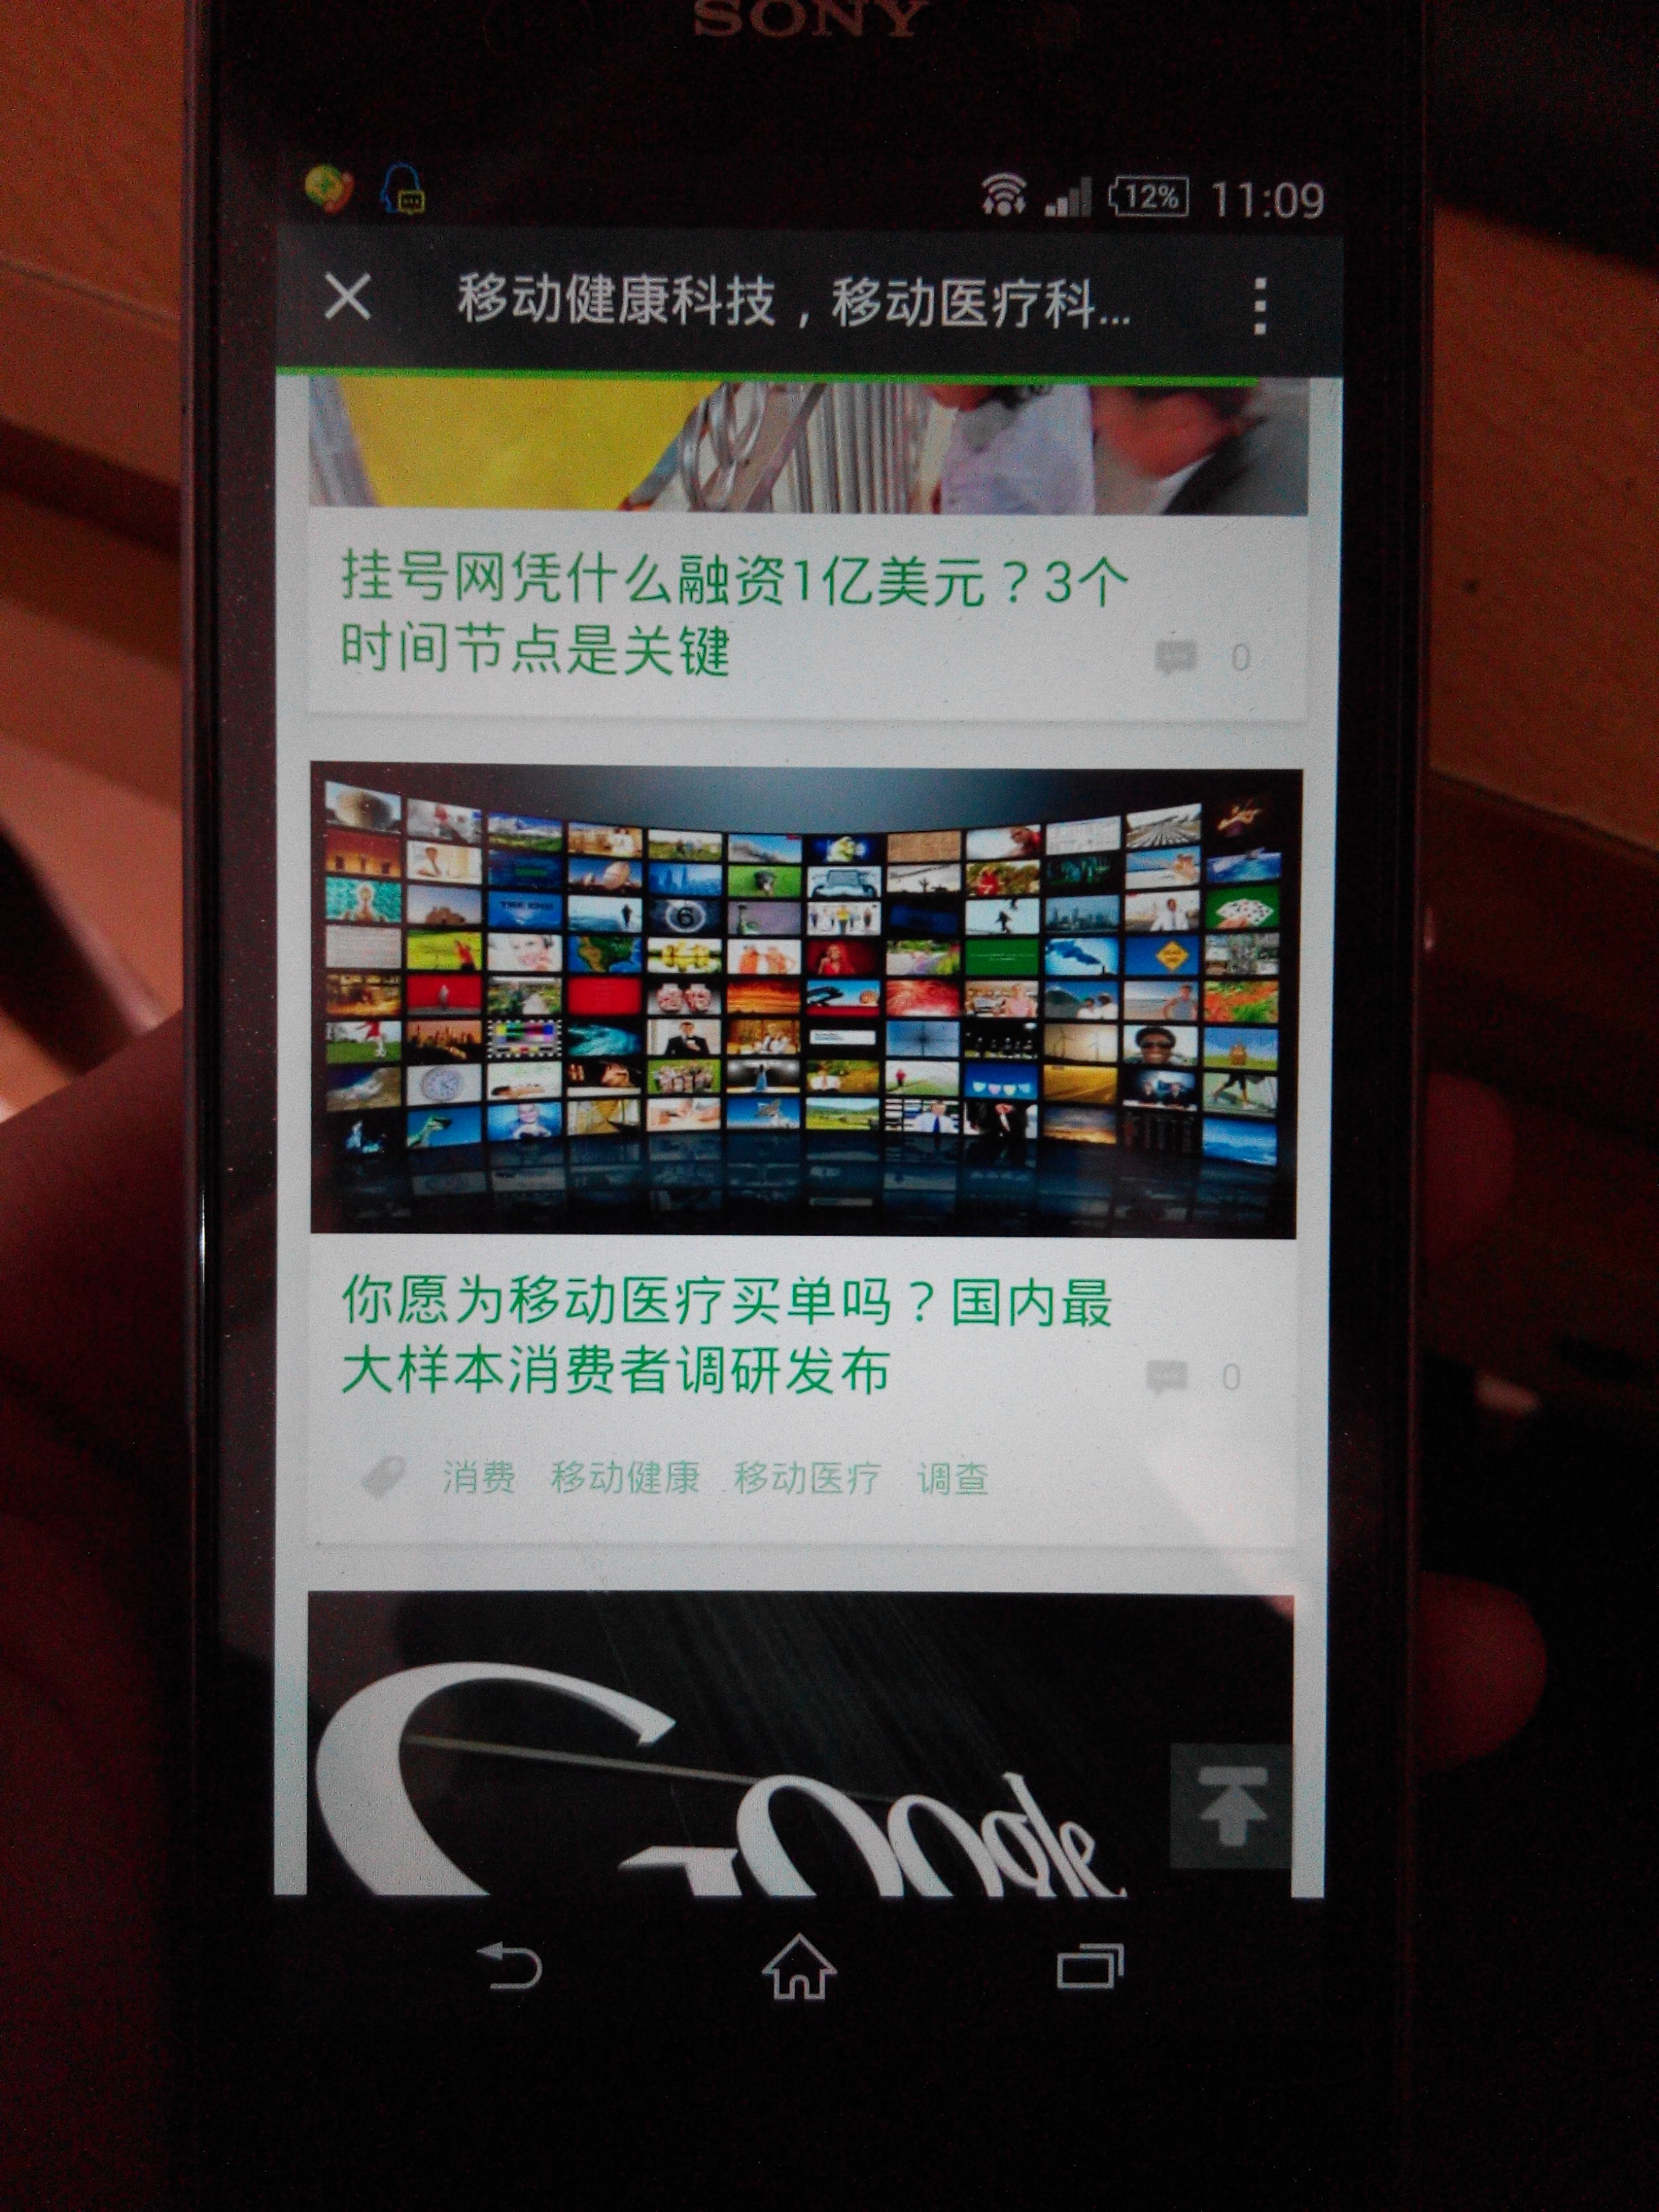 SONY
12% 11:09
移动健康科技，移动医疗科...
挂号网凭什么融资1亿美元？3个
时间节点是关键
0
6
THE END
你愿为移动医疗买单吗？国内最
大样本消费者调研发布
0
消费 移动健康 移动医疗 调查
Google